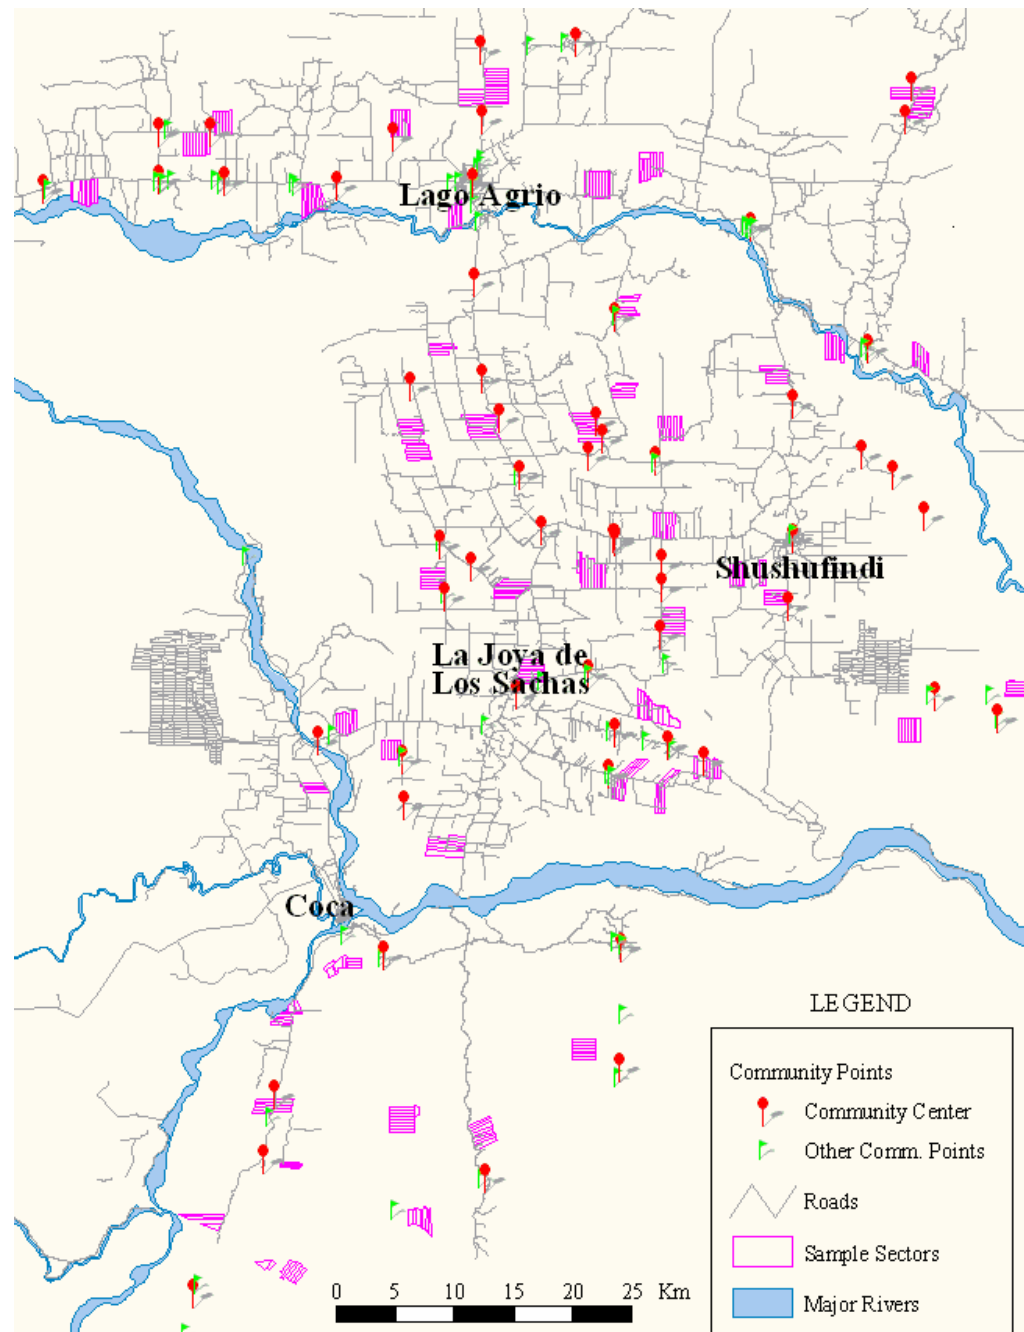 Lago Agrio
Shushufindi
La Joya de
Los Sachas
Coca
LEGEND
Community Points
Community Center
Other Comm. Points
Roads
Sample Sectors
Major Rivers
0 5 10 15 20 25 Km